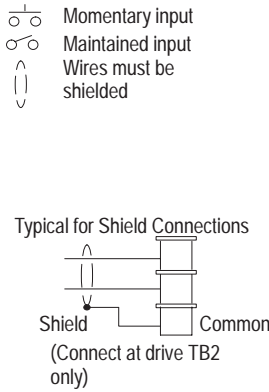 Momentary input
Maintained input
Wires must be
shielded
Typical for Shield Connections
Shield
Common
(Connect at drive TB2
only)